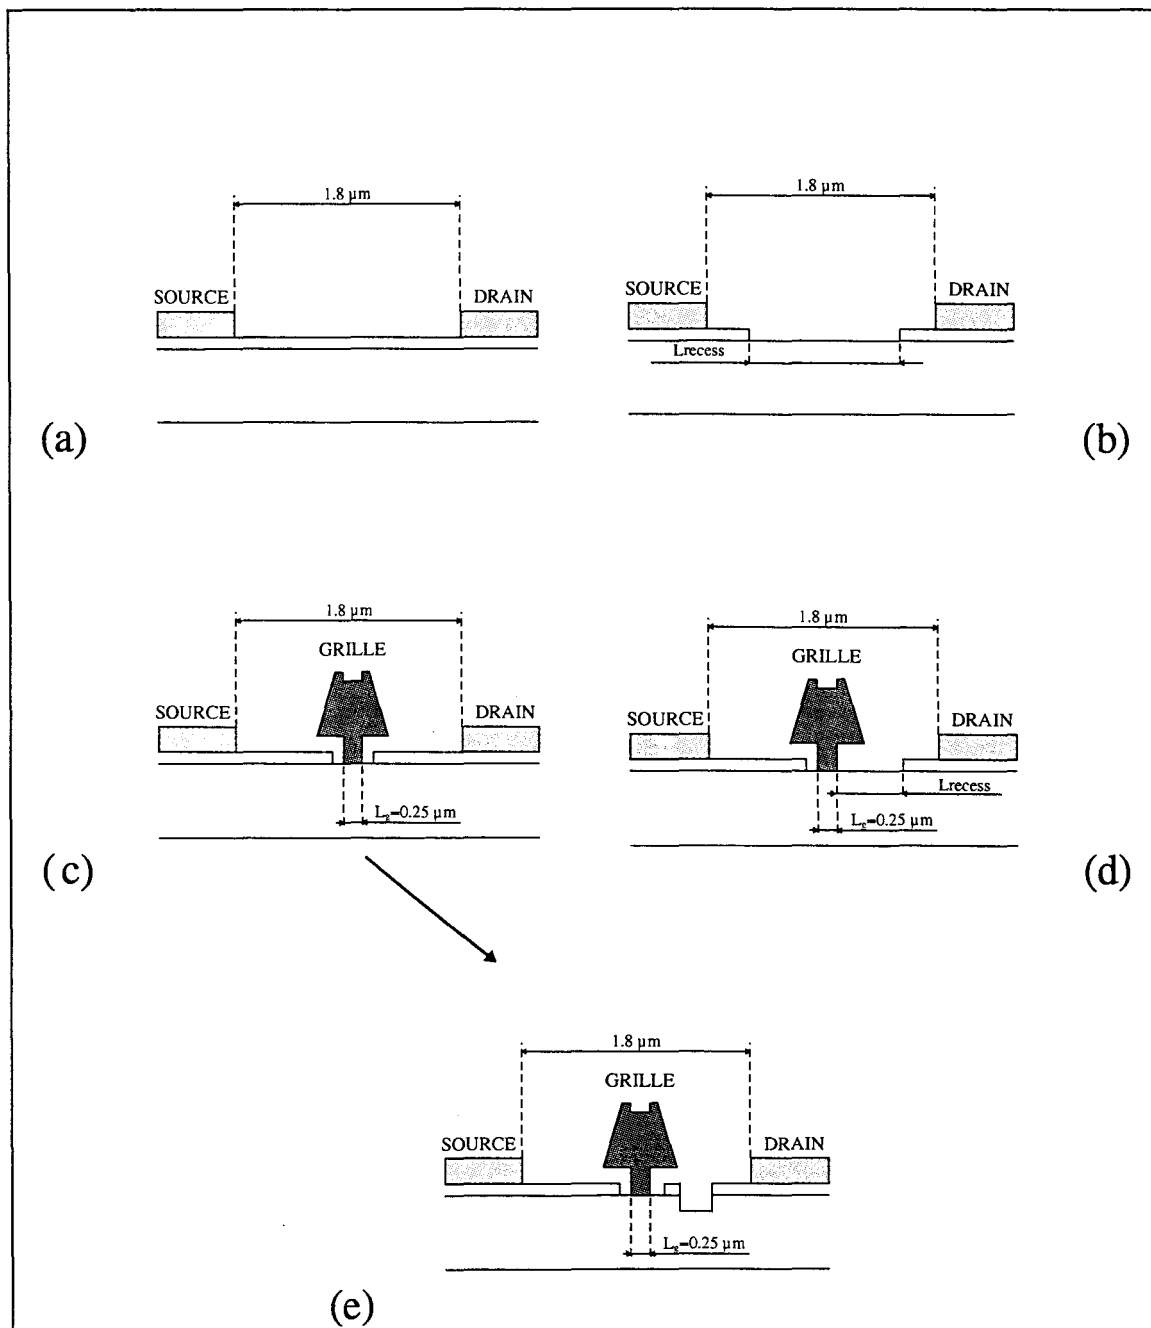 1.8 µm
1.8 µm
SOURCE DRAIN
SOURCE DRAIN
Lrecess
(a)
(b)
1.8 µm
1.8 µm
GRILLE
GRILLE
SOURCE DRAIN
SOURCE DRAIN
Lrecess
Lg=0.25 µm
Lg=0.25 µm
(c)
(d)
1.8 µm
GRILLE
SOURCE DRAIN
Lg=0.25 µm
(e)